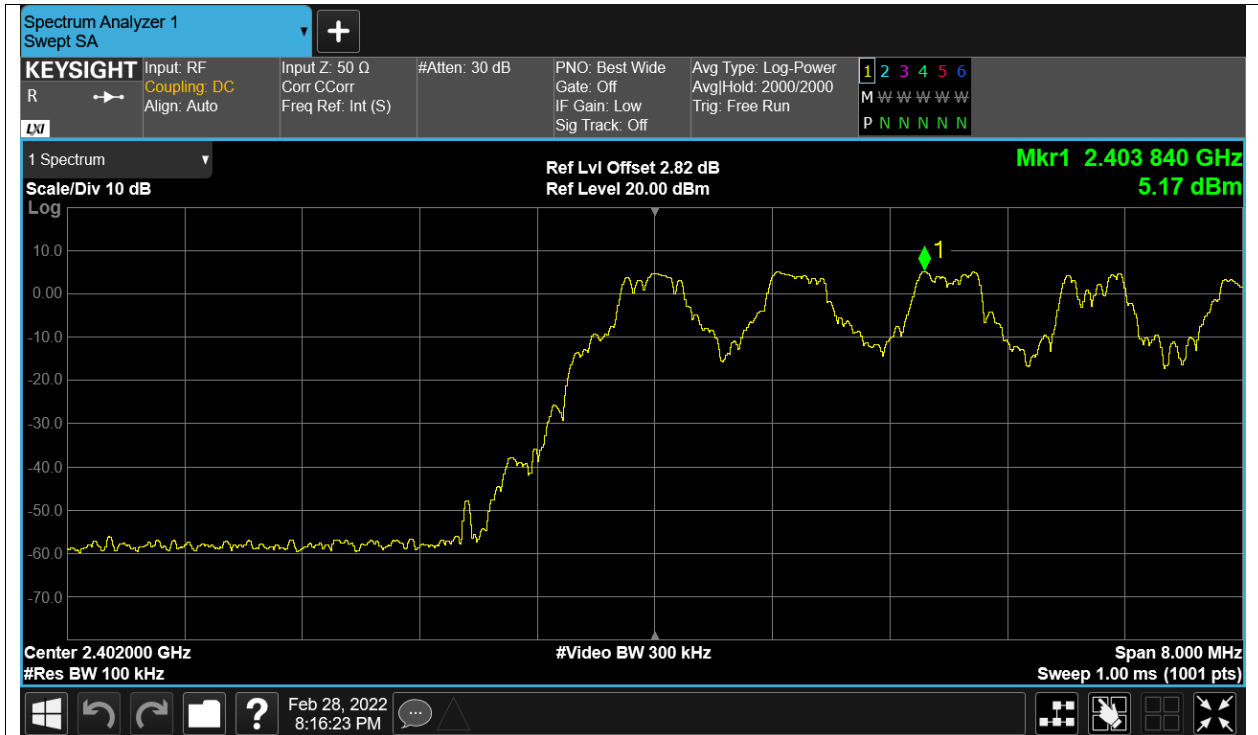 Spectrum Analyzer 1
Swept SA
▼
+
KEYSIGHT
R
LXI
Input: RF
Coupling: DC
Align: Auto
Input Z: 50 Ω
Corr CCorr
Freq Ref: Int (S)
#Atten: 30 dB
PNO: Best Wide
Gate: Off
IF Gain: Low
Sig Track: Off
Avg Type: Log-Power
Avg|Hold: 2000/2000
Trig: Free Run
1 2 3 4 5 6
M W W W W W
P N N N N N
1 Spectrum ▼
Scale/Div 10 dB
Log
Ref Lvl Offset 2.82 dB
Ref Level 20.00 dBm
Mkr1 2.403 840 GHz
5.17 dBm
1
10.0
0.00
-10.0
-20.0
-30.0
-40.0
-50.0
-60.0
-70.0
Center 2.402000 GHz
#Video BW 300 kHz
Span 8.000 MHz
#Res BW 100 kHz
Sweep 1.00 ms (1001 pts)
?
Feb 28, 2022
8:16:23 PM